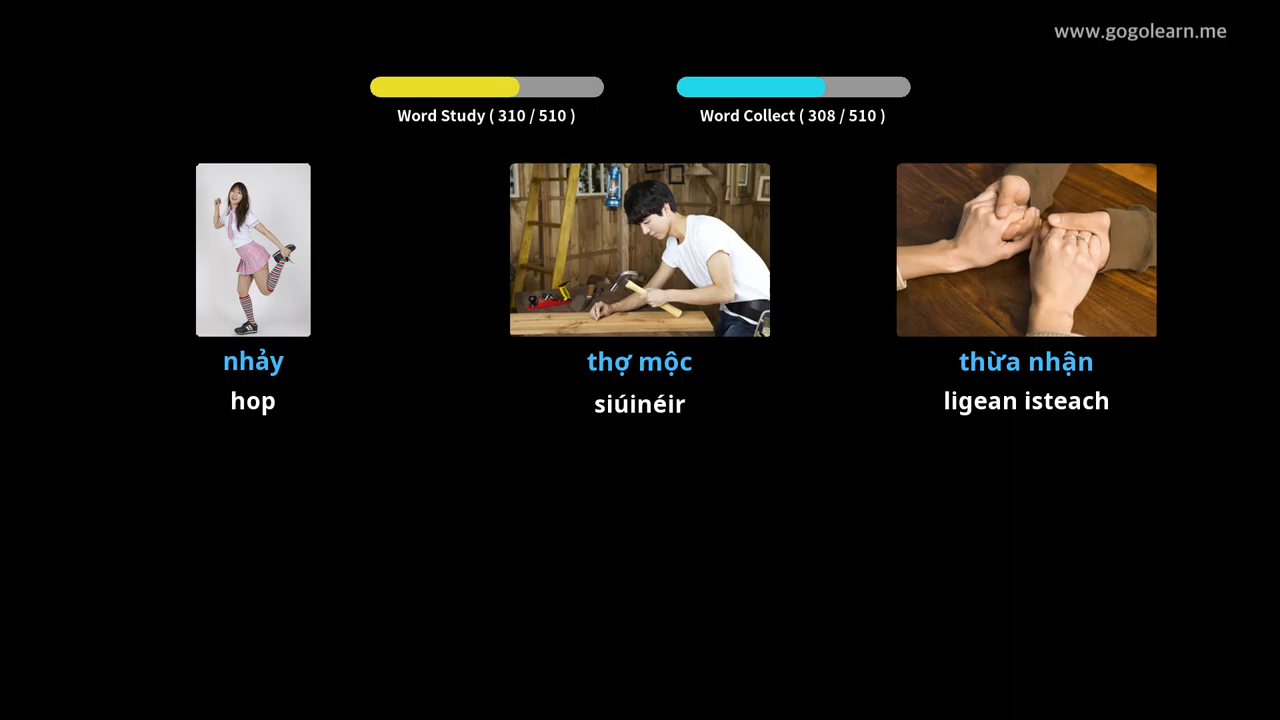 www.gogolearn.me
Word Study ( 310 / 510 )
Word Collect ( 308 / 510 )
nhảy
hop
thợ mộc
siúinéir
thừa nhận
ligean isteach